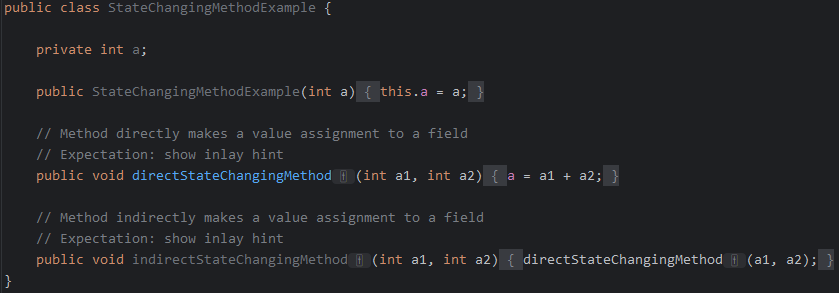 public class StateChangingMethodExample {
private int a;
public StateChangingMethodExample(int a) { this.a = a; }
// Method directly makes a value assignment to a field
// Expectation: show inlay hint
public void directStateChangingMethod ! (int a1, int a2) { a = a1 + a2; }
// Method indirectly makes a value assignment to a field
// Expectation: show inlay hint
public void indirectStateChangingMethod ! (int a1, int a2) { directStateChangingMethod ! (a1, a2); }
}